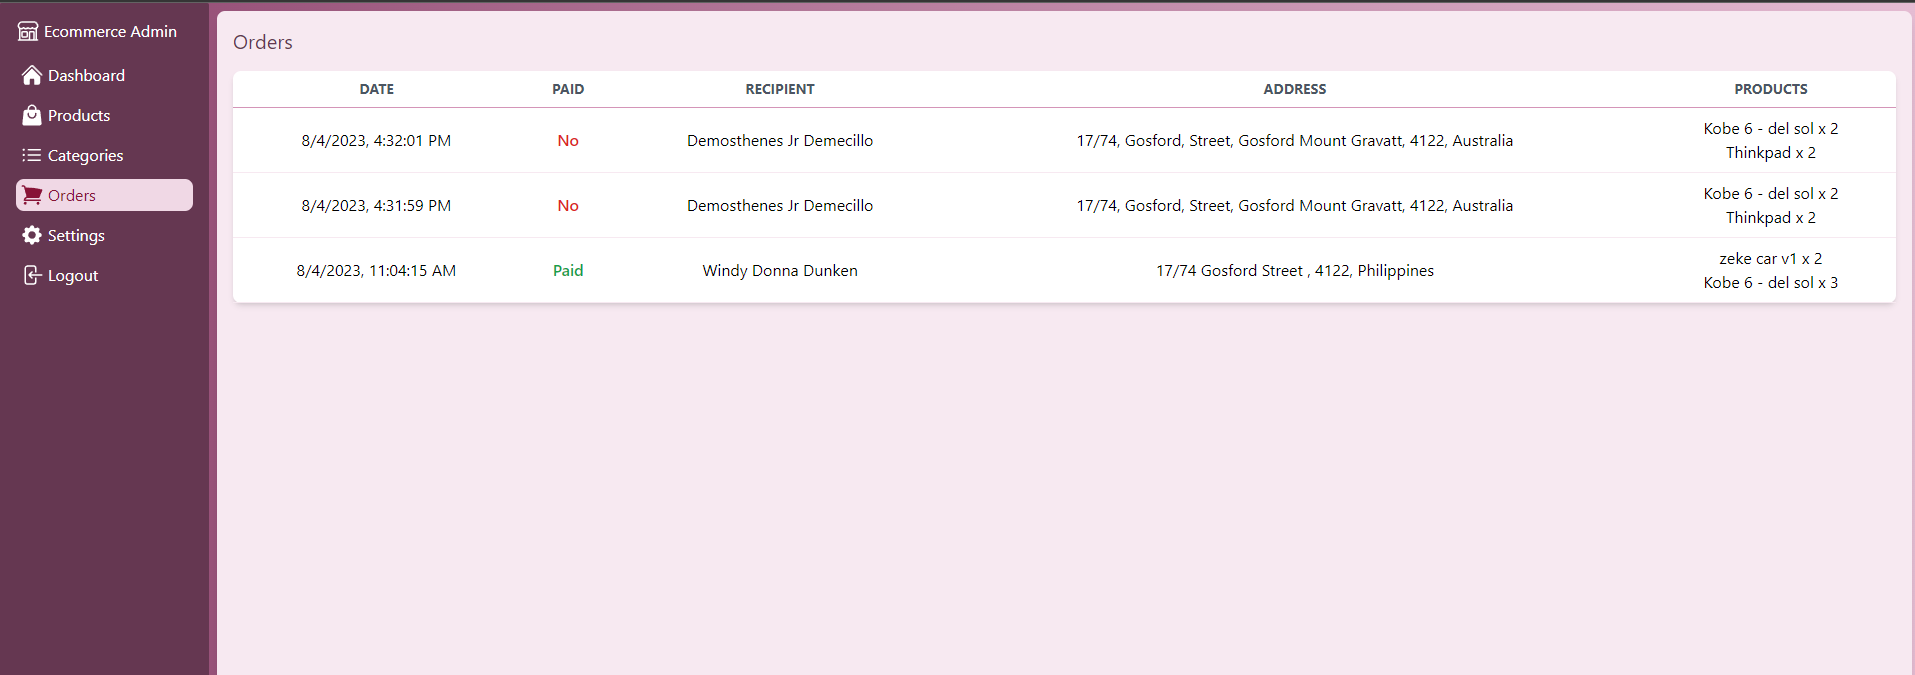 Ecommerce Admin
Dashboard
Products
Categories
Orders
Settings
Logout
Orders
DATE PAID RECIPIENT ADDRESS PRODUCTS
8/4/2023, 4:32:01 PM No Demosthenes Jr Demecillo 17/74, Gosford, Street, Gosford Mount Gravatt, 4122, Australia Kobe 6 - del sol x 2
Thinkpad x 2
8/4/2023, 4:31:59 PM No Demosthenes Jr Demecillo 17/74, Gosford, Street, Gosford Mount Gravatt, 4122, Australia Kobe 6 - del sol x 2
Thinkpad x 2
8/4/2023, 11:04:15 AM Paid Windy Donna Dunken 17/74 Gosford Street , 4122, Philippines zeke car v1 x 2
Kobe 6 - del sol x 3